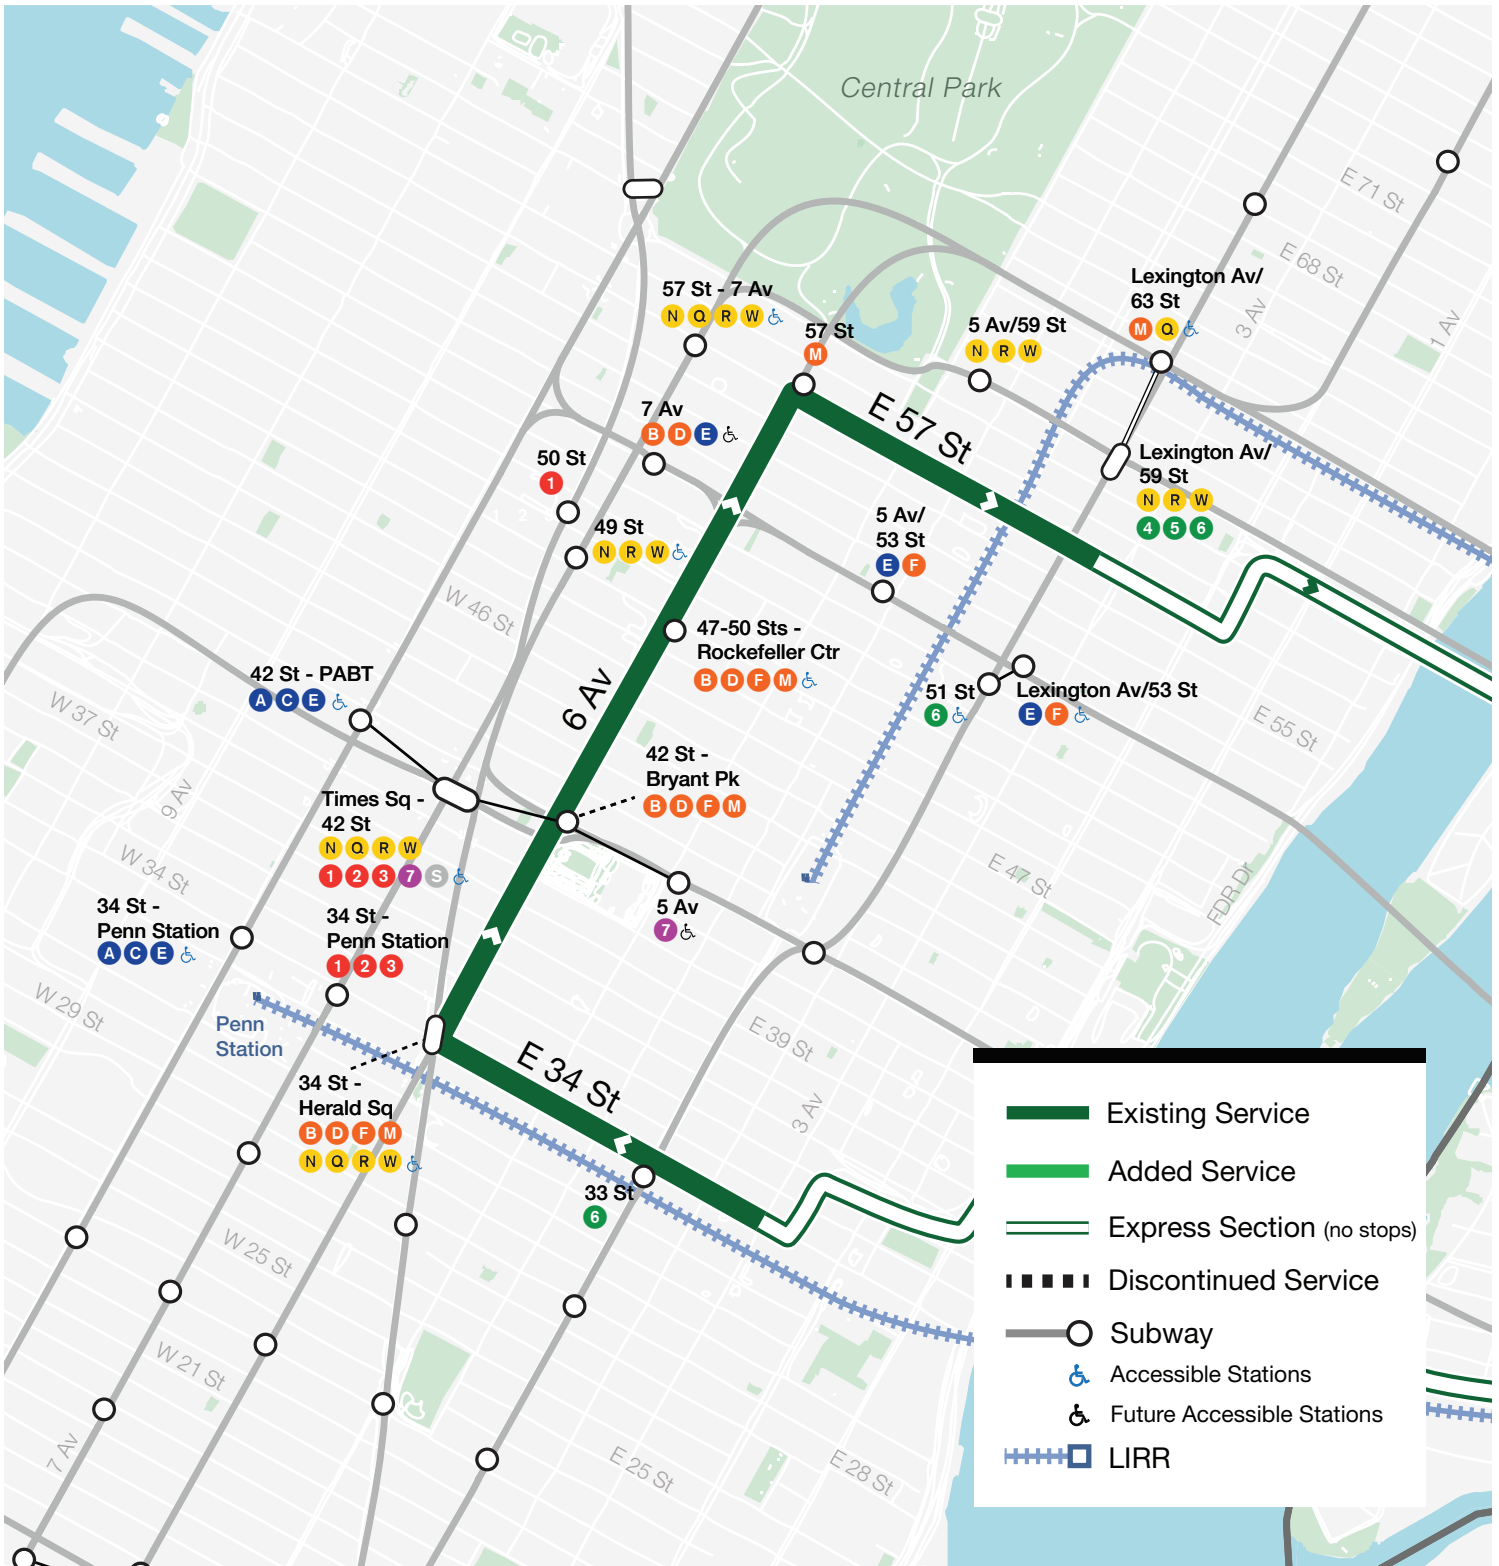 Central Park
E 71 St
E 68 St
3 Av
1 Av
Lexington Av/
63 St
M Q
57 St - 7 Av
N Q R W
57 St
M
5 Av/59 St
N R W
E 57 St
7 Av
B D E
Lexington Av/
59 St
N R W
4 5 6
50 St
1
2
49 St
N R W
5 Av/
53 St
E F
W 46 St
47-50 Sts -
Rockefeller Ctr
B D F M
6 Av
42 St - PABT
A C E
W 37 St
51 St
6
Lexington Av/53 St
E F
E 55 St
42 St -
Bryant Pk
B D F M
9 Av
Times Sq -
42 St
N Q R W
1 2 3 7 S
W 34 St
E 47 St
FDR Dr
34 St -
Penn Station
A C E
34 St -
Penn Station
1 2 3
5 Av
7
W 29 St
Penn
Station
E 39 St
E 34 St
3 Av
34 St -
Herald Sq
B D F M
N Q R W
33 St
6
W 25 St
W 21 St
7 Av
E 25 St
E 28 St
Existing Service
Added Service
Express Section (no stops)
Discontinued Service
Subway
Accessible Stations
Future Accessible Stations
LIRR